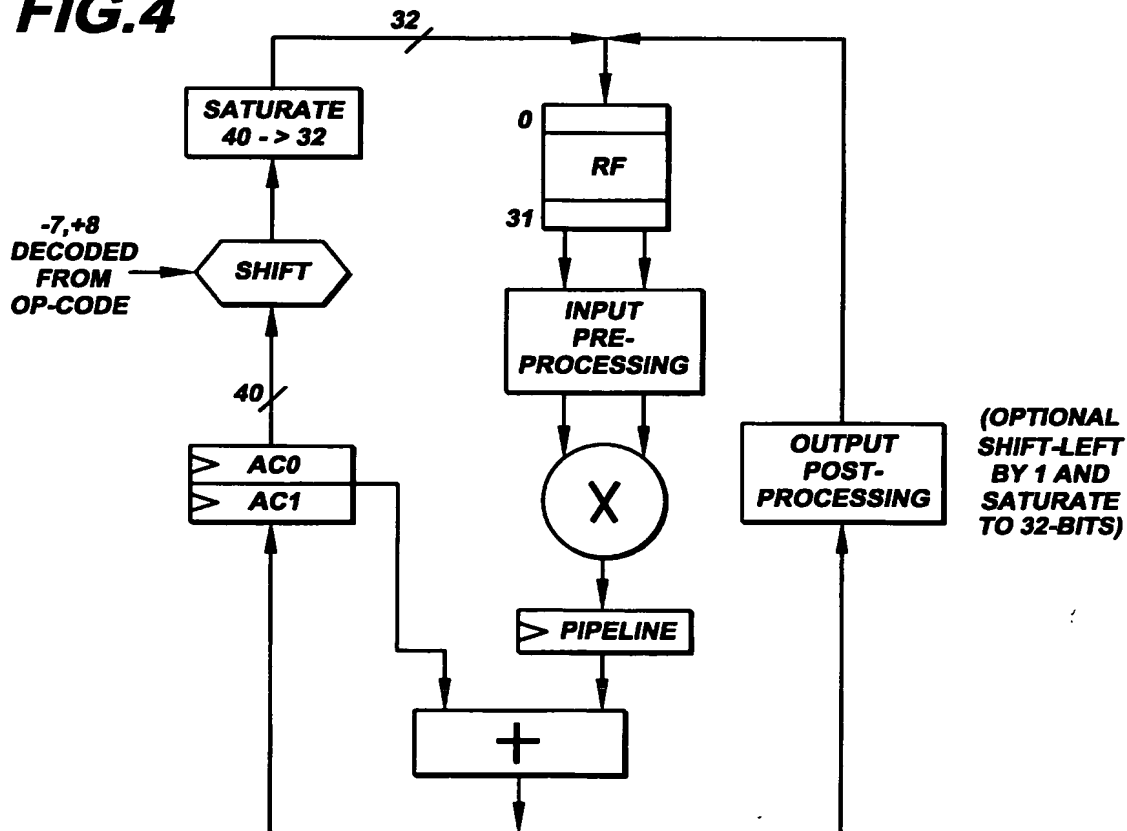 FIG.4
32
SATURATE
40 - > 32
0
RF
31
-7,+8
DECODED
FROM
OP-CODE
SHIFT
INPUT
PRE-
PROCESSING
40
AC0
AC1
X
OUTPUT
POST-
PROCESSING
(OPTIONAL
SHIFT-LEFT
BY 1 AND
SATURATE
TO 32-BITS)
PIPELINE
+